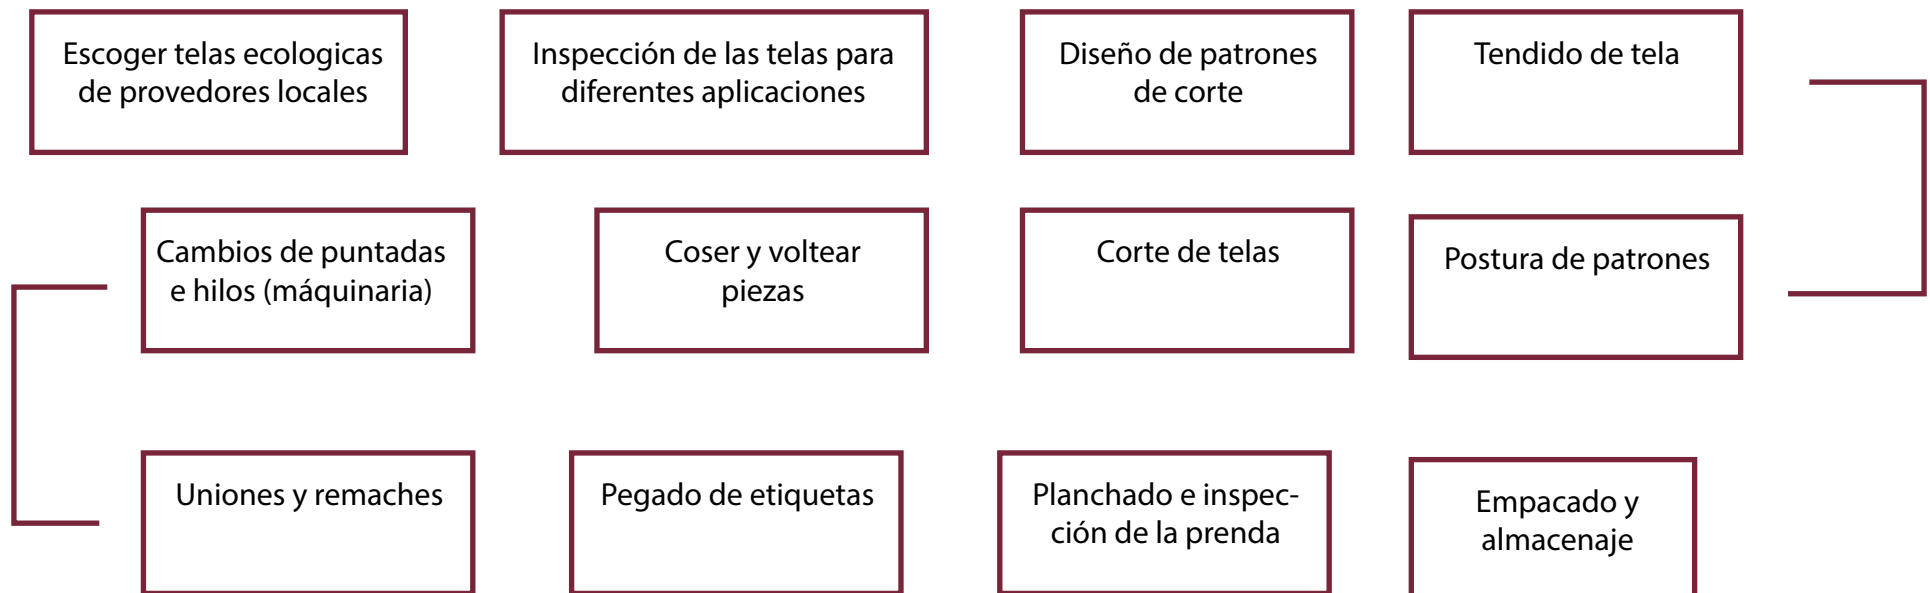 Escoger telas ecologicas
de provedores locales
Inspección de las telas para
diferentes aplicaciones
Diseño de patrones
de corte
Tendido de tela
Cambios de puntadas
e hilos (máquinaria)
Coser y voltear
piezas
Corte de telas
Postura de patrones
Uniones y remaches
Pegado de etiquetas
Planchado e inspec-
ción de la prenda
Empacado y
almacenaje